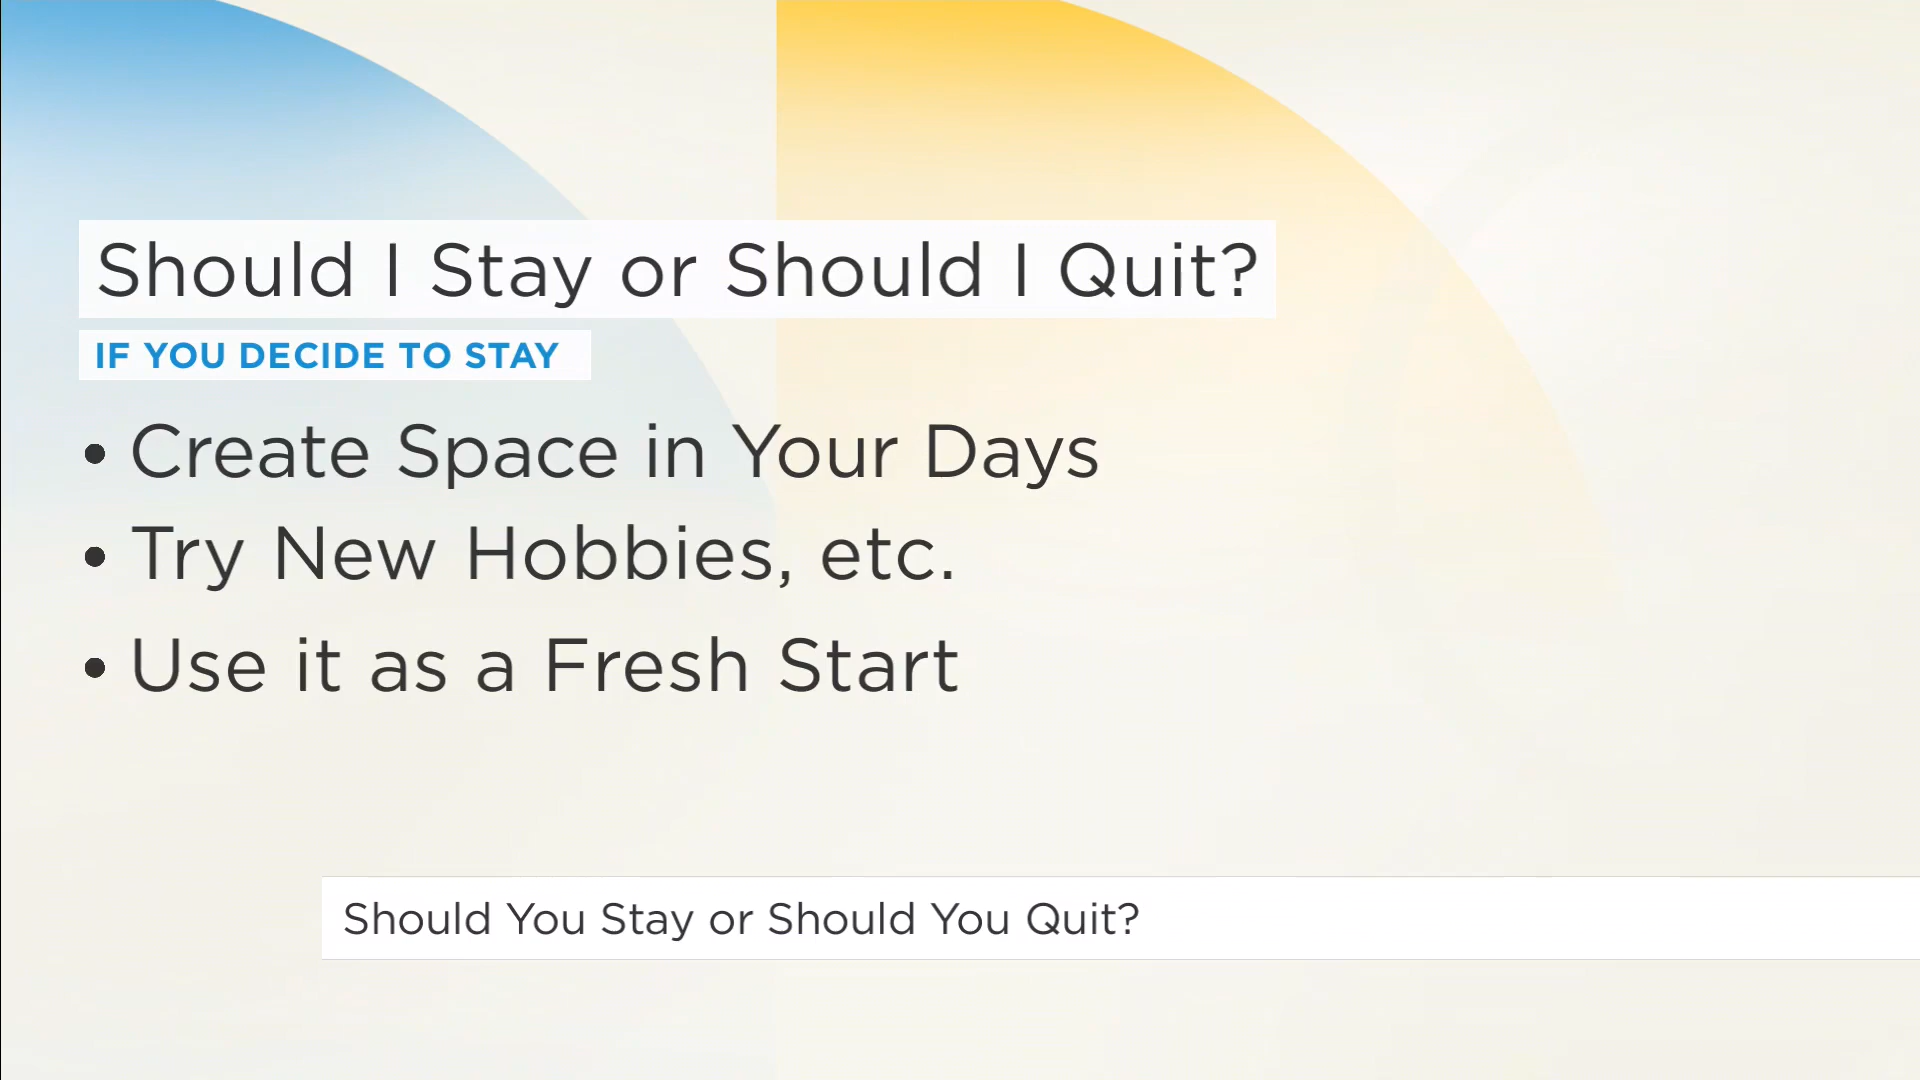 Should I Stay or Should I Quit?
IF YOU DECIDE TO STAY
• Create Space in Your Days
• Try New Hobbies, etc.
• Use it as a Fresh Start
Should You Stay or Should You Quit?